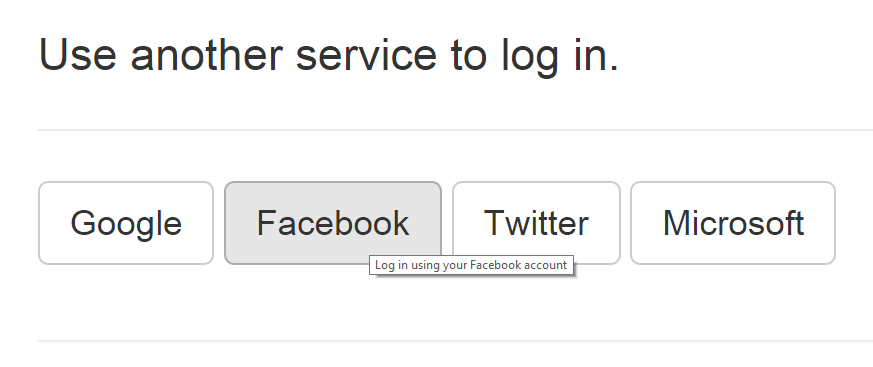 Use another service to log in.
Google Facebook Twitter Microsoft
Log in using your Facebook account